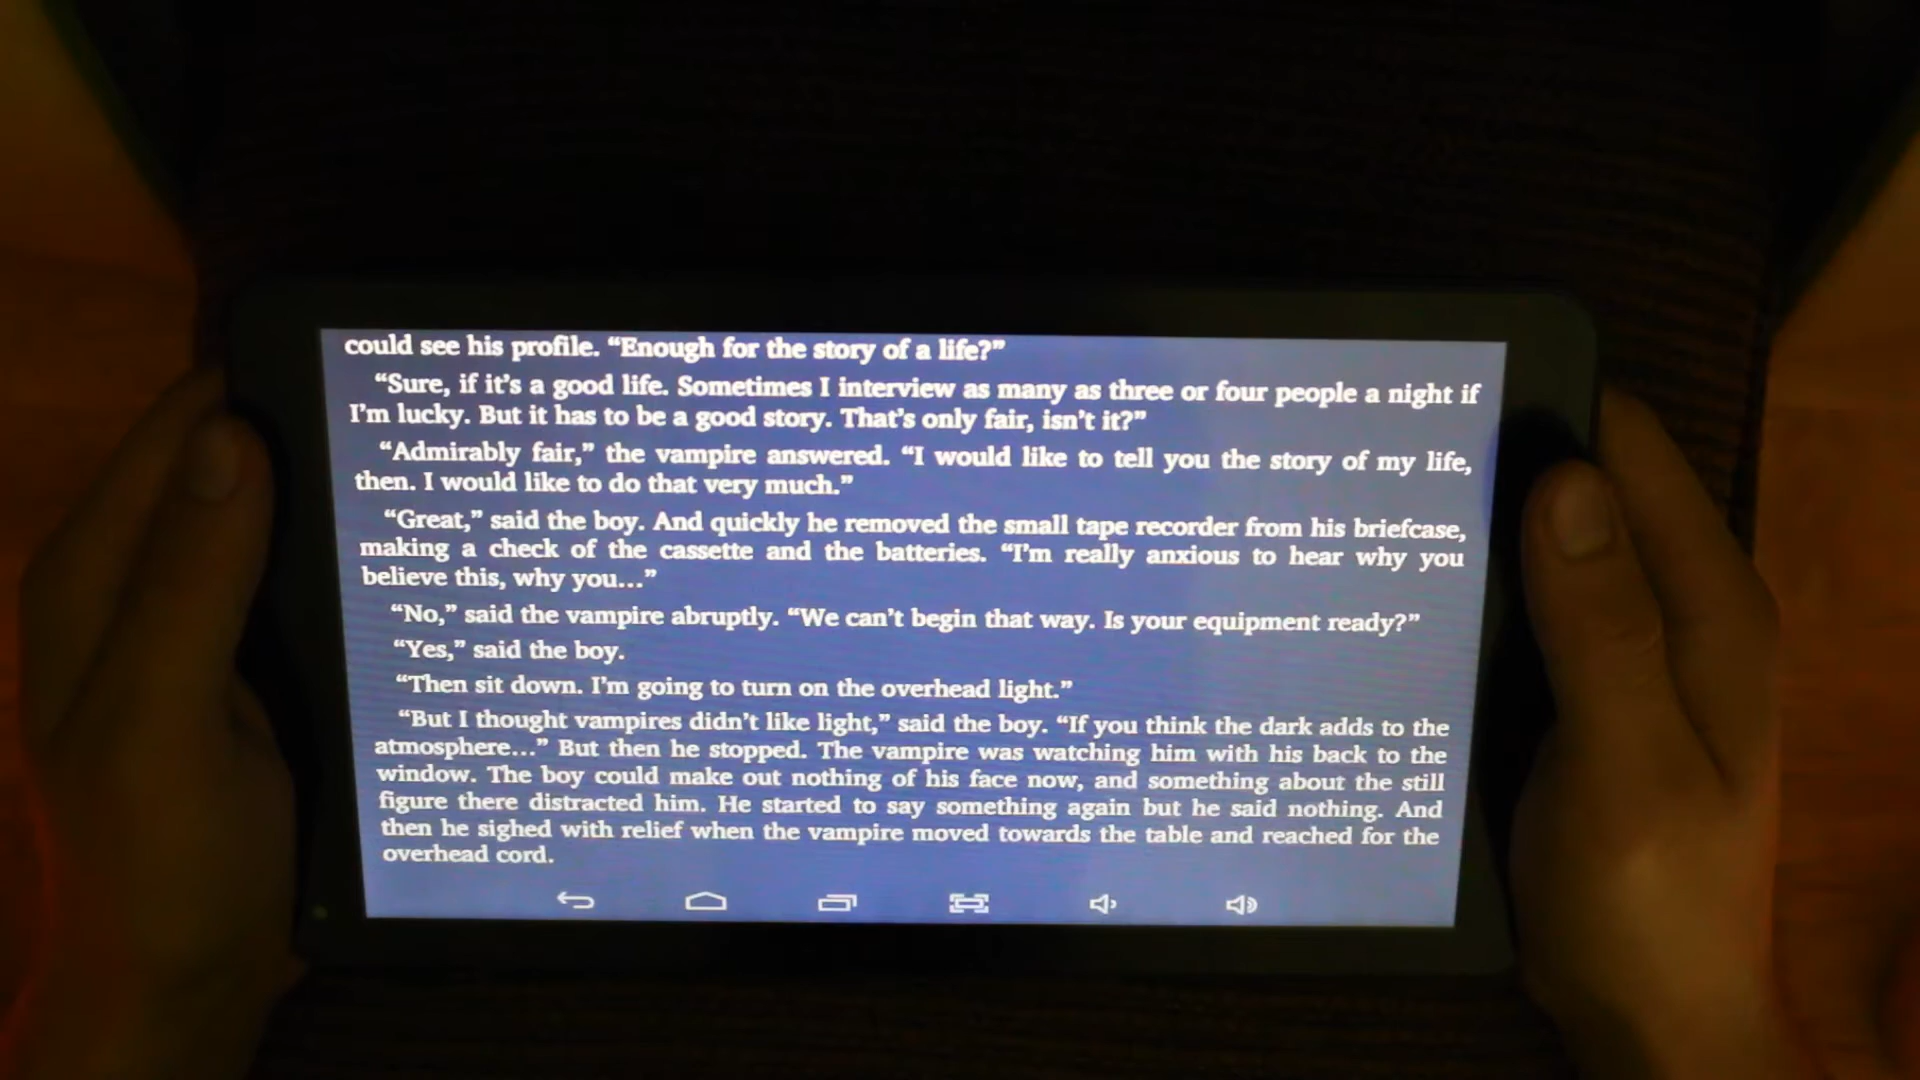 could see his profile. “Enough for the story of a life?”
“Sure, if it’s a good life. Sometimes I interview as many as three or four people a night if
I’m lucky. But it has to be a good story. That’s only fair, isn’t it?”
“Admirably fair,” the vampire answered. “I would like to tell you the story of my life,
then. I would like to do that very much.”
“Great,” said the boy. And quickly he removed the small tape recorder from his briefcase,
making a check of the cassette and the batteries. “I’m really anxious to hear why you
believe this, why you...”
“No,” said the vampire abruptly. “We can’t begin that way. Is your equipment ready?”
“Yes,” said the boy.
“Then sit down. I’m going to turn on the overhead light.”
“But I thought vampires didn’t like light,” said the boy. “If you think the dark adds to the
atmosphere...” But then he stopped. The vampire was watching him with his back to the
window. The boy could make out nothing of his face now, and something about the still
figure there distracted him. He started to say something again but he said nothing. And
then he sighed with relief when the vampire moved towards the table and reached for the
overhead cord.